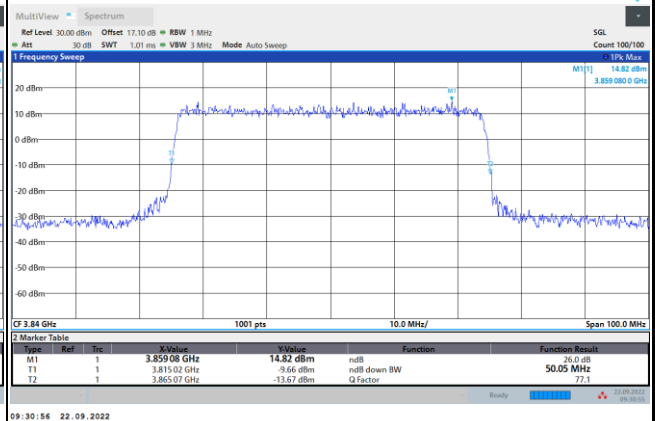 MultiView Spectrum
Ref Level 30.00 dBm Offset 17.10 dB RBW 1 MHz SGL
Att 30 dB SWT 1.01 ms VBW 3 MHz Mode Auto Sweep Count 100/100
1 Frequency Sweep 1Pk Max
M1[1] 14.82 dBm
3.859 080 0 GHz
20 dBm
M1
10 dBm
0 dBm
T1
-10 dBm
T2
-20 dBm
-30 dBm
-40 dBm
-50 dBm
-60 dBm
CF 3.84 GHz 1001 pts 10.0 MHz/ Span 100.0 MHz
2 Marker Table
Type Ref Trc X-Value Y-Value Function Function Result
M1 1 3.859 08 GHz 14.82 dBm ndB 26.0 dB
T1 1 3.815 02 GHz -9.66 dBm ndB down BW 50.05 MHz
T2 1 3.865 07 GHz -13.67 dBm Q Factor 77.1
Ready 22.09.2022
09:30:55
09:30:56 22.09.2022